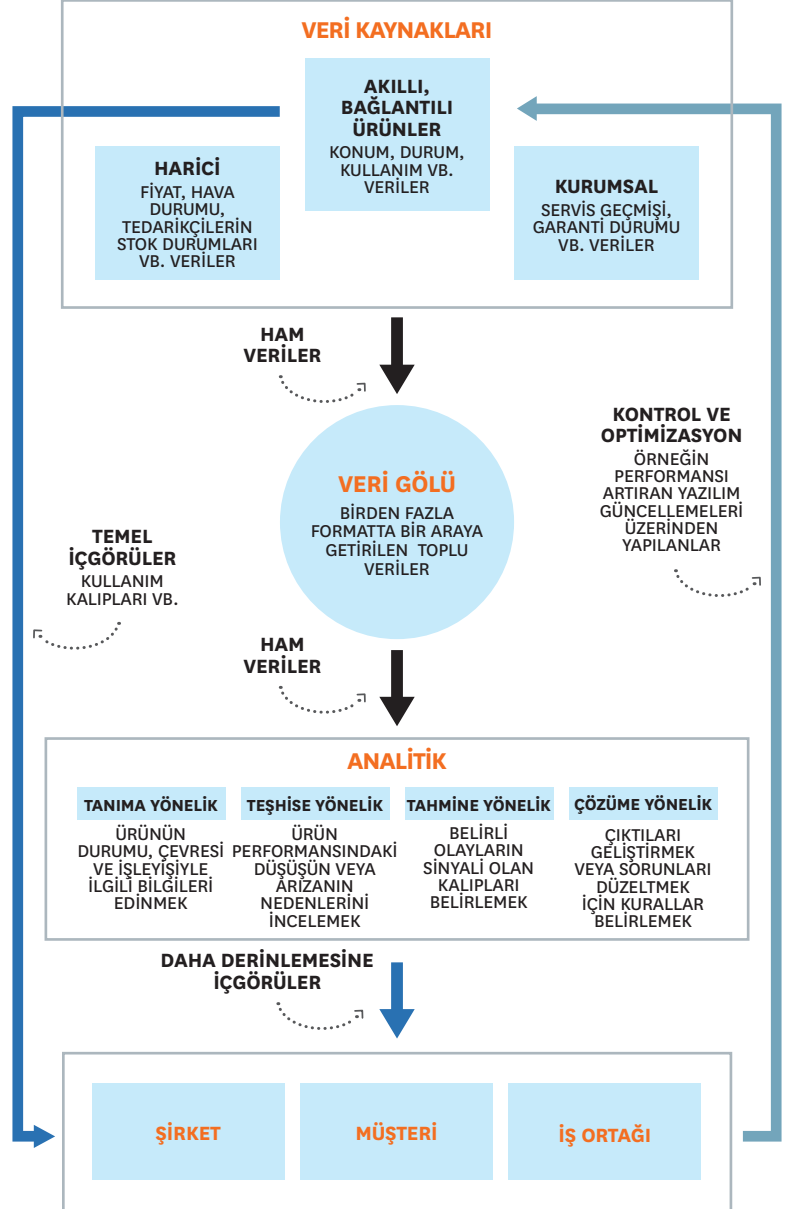 VERİ KAYNAKLARI
AKILLI,
BAĞLANTILI
ÜRÜNLER
KONUM, DURUM,
KULLANIM VB.
VERİLER
HARİCİ
FİYAT, HAVA
DURUMU,
TEDARİKÇİLERİN
STOK DURUMLARI
VB. VERİLER
KURUMSAL
SERVİS GEÇMİŞİ,
GARANTİ DURUMU
VB. VERİLER
HAM
VERİLER
VERİ GÖLÜ
BİRDEN FAZLA
FORMATTA BİR ARAYA
GETİRİLEN TOPLU
VERİLER
KONTROL VE
OPTİMİZASYON
ÖRNEĞİN
PERFORMANSI
ARTIRAN YAZILIM
GÜNCELLEMELERİ
ÜZERİNDEN
YAPILANLAR
TEMEL
İÇGÖRÜLER
KULLANIM
KALIPLARI VB.
HAM
VERİLER
ANALİTİK
TANIMA YÖNELİK
ÜRÜNÜN
DURUMU, ÇEVRESİ
VE İŞLEYİŞİYLE
İLGİLİ BİLGİLERİ
EDİNMEK
TEŞHİSE YÖNELİK
ÜRÜN
PERFORMANSINDAKİ
DÜŞÜŞÜN VEYA
ARIZANIN
NEDENLERİNİ
İNCELEMEK
TAHMİNE YÖNELİK
BELİRLİ
OLAYLARIN
SİNYALİ OLAN
KALIPLARI
BELİRLEMEK
ÇÖZÜME YÖNELİK
ÇIKTILARI
GELİŞTİRMEK
VEYA SORUNLARI
DÜZELTMEK
İÇİN KURALLAR
BELİRLEMEK
DAHA DERİNLEMESİNE
İÇGÖRÜLER
ŞİRKET
MÜŞTERİ
İŞ ORTAĞI